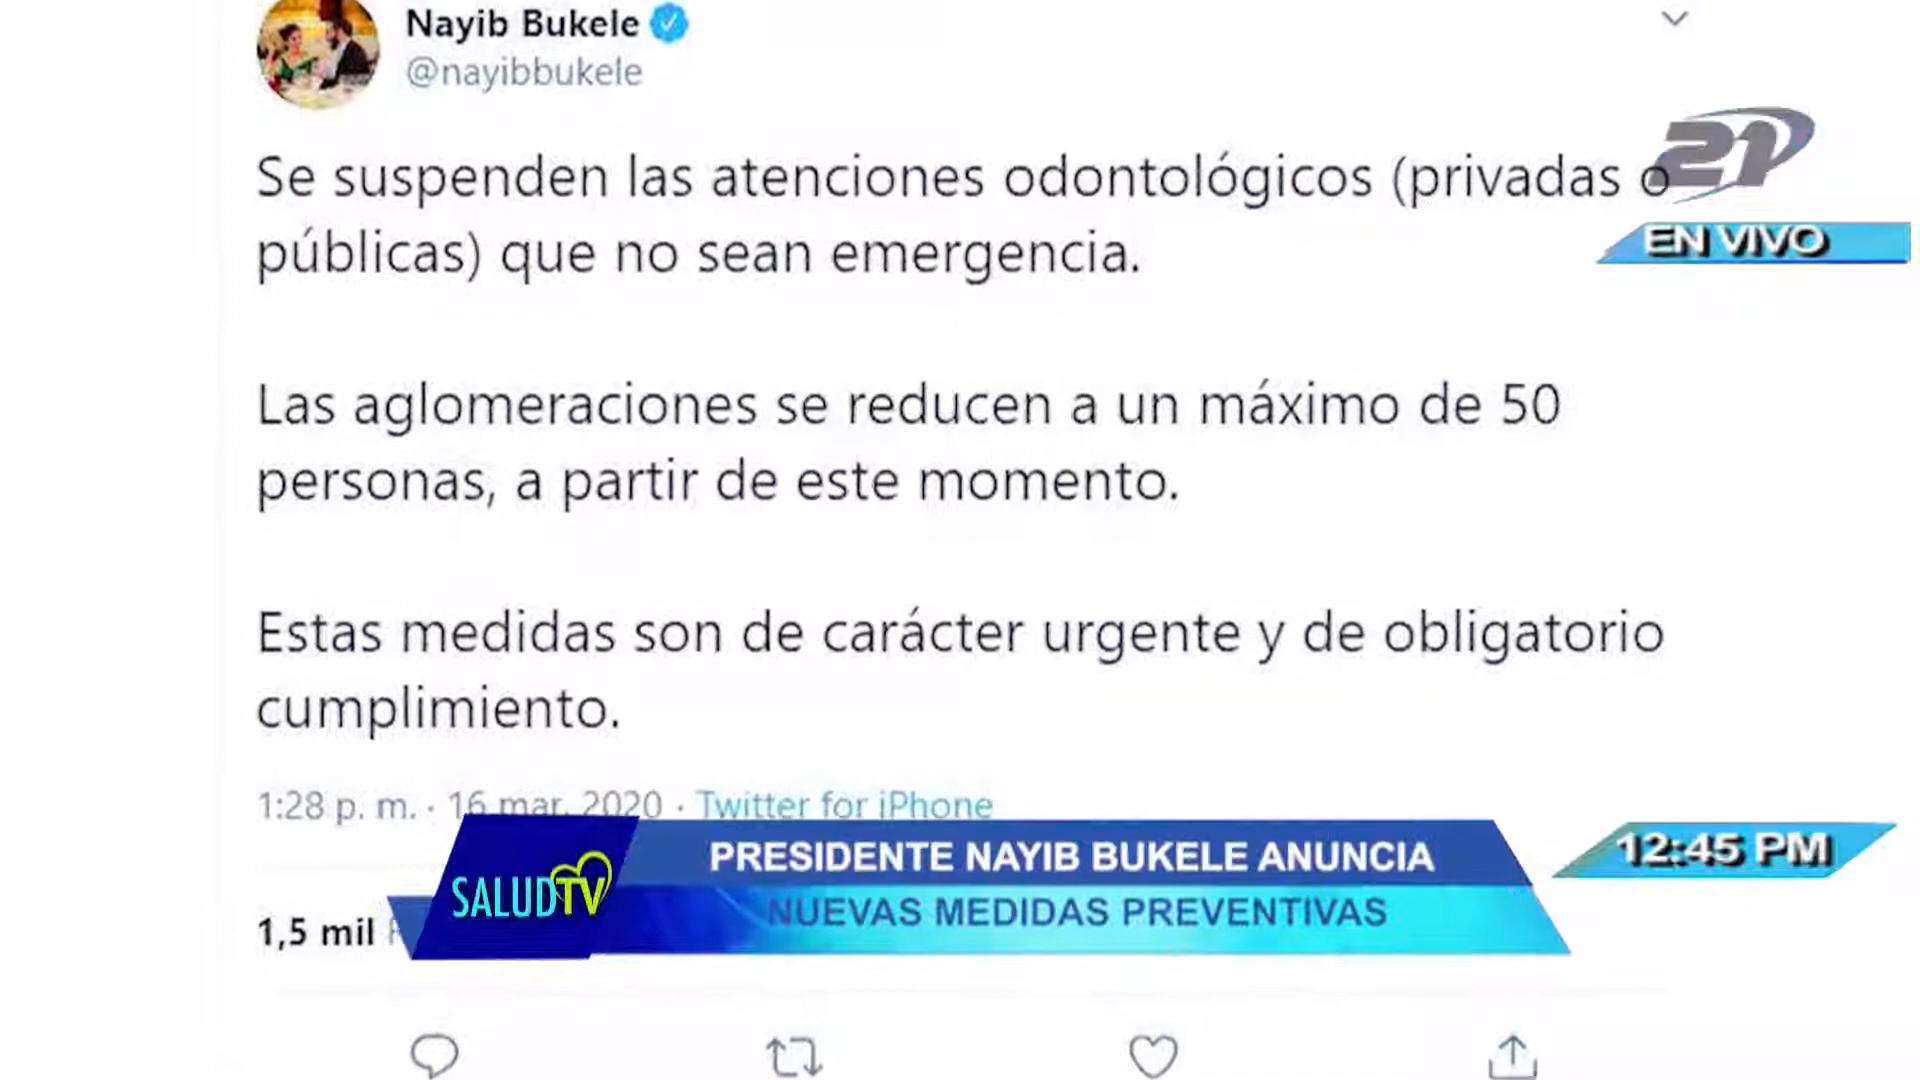 Nayib Bukele
@nayibbukele
21
Se suspenden las atenciones odontológicos (privadas o
EN VIVO
públicas) que no sean emergencia.
Las aglomeraciones se reducen a un máximo de 50
personas, a partir de este momento.
Estas medidas son de carácter urgente y de obligatorio
cumplimiento.
1:28 p. m. · 16 mar. 2020 · Twitter for iPhone
PRESIDENTE NAYIB BUKELE ANUNCIA
12:45 PM
SALUDTV
NUEVAS MEDIDAS PREVENTIVAS
1,5 mil